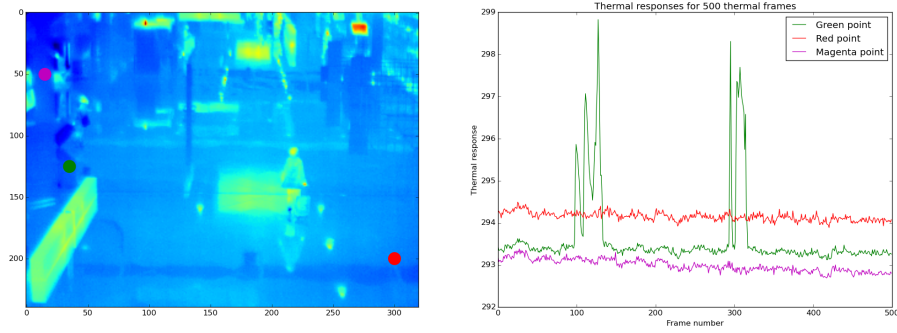 Thermal responses for 500 thermal frames
0
50
100
150
200
0 50 100 150 200 250 300
299
298
297
296
295
294
293
292
Thermal response
Green point
Red point
Magenta point
0 100 200 300 400 500
Frame number